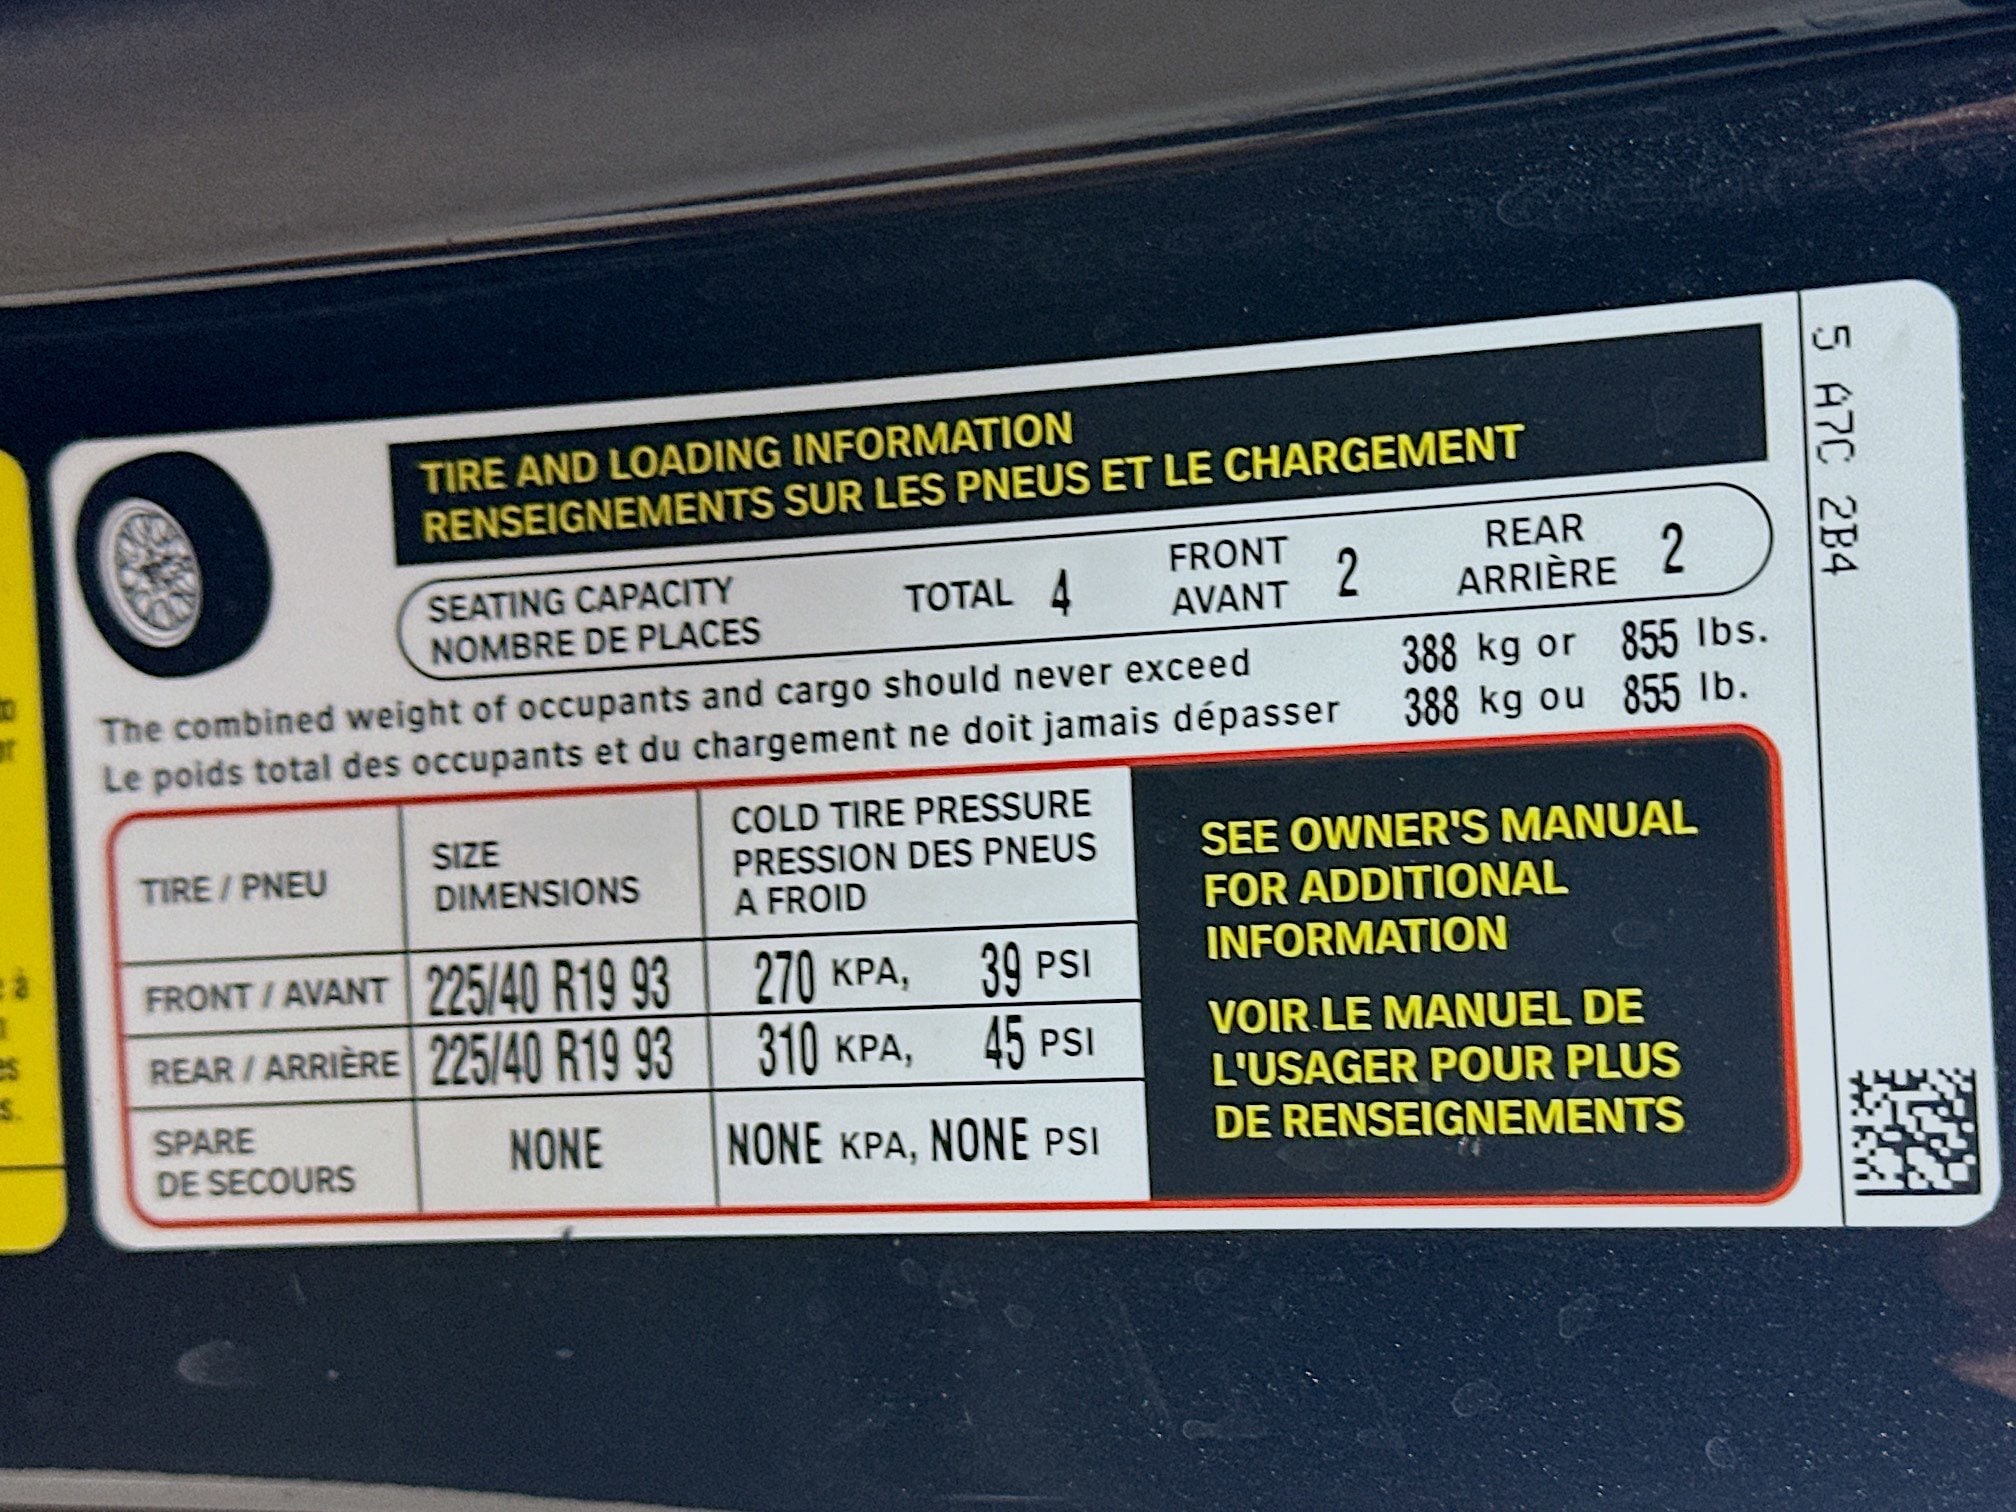 TIRE AND LOADING INFORMATION
RENSEIGNEMENTS SUR LES PNEUS ET LE CHARGEMENT
SEATING CAPACITY
NOMBRE DE PLACES
TOTAL 4
FRONT
AVANT
2
REAR
ARRIÈRE
2
The combined weight of occupants and cargo should never exceed 388 kg or 855 lbs.
Le poids total des occupants et du chargement ne doit jamais dépasser 388 kg ou 855 lb.
TIRE / PNEU
SIZE
DIMENSIONS
COLD TIRE PRESSURE
PRESSION DES PNEUS
A FROID
FRONT / AVANT 225/40 R19 93 270 KPA, 39 PSI
REAR / ARRIÈRE 225/40 R19 93 310 KPA, 45 PSI
SPARE
DE SECOURS
NONE
NONE KPA, NONE PSI
SEE OWNER'S MANUAL
FOR ADDITIONAL
INFORMATION
VOIR LE MANUEL DE
L'USAGER POUR PLUS
DE RENSEIGNEMENTS
5 A7C 2B4